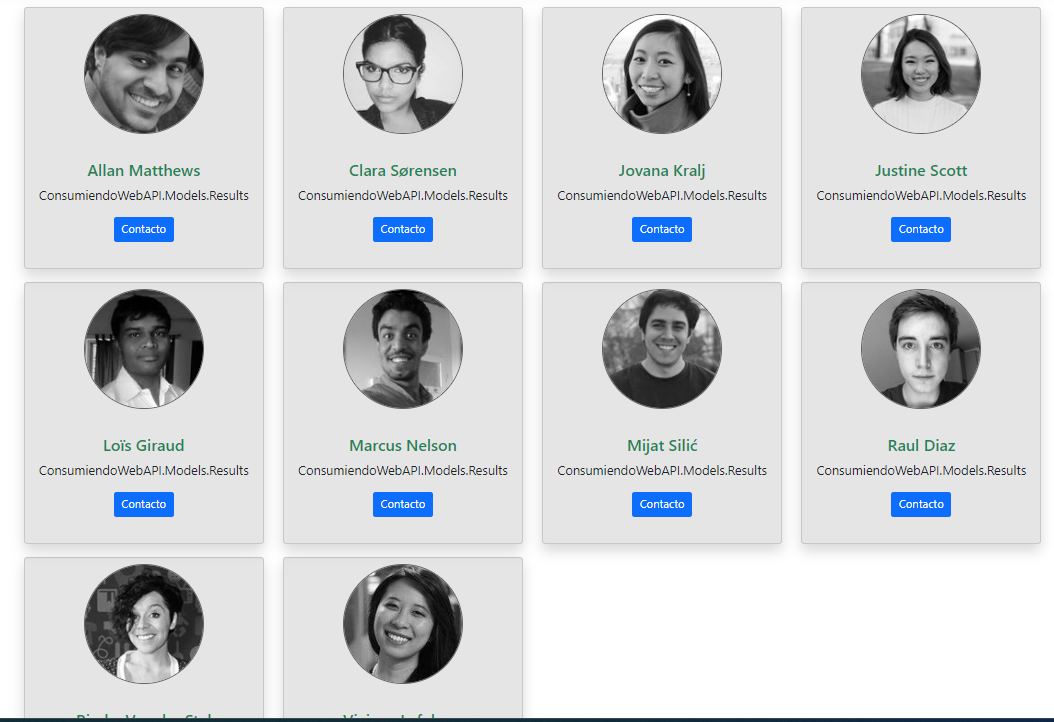 Allan Matthews
ConsumiendoWebAPI.Models.Results
Contacto
Clara Sørensen
ConsumiendoWebAPI.Models.Results
Contacto
Jovana Kralj
ConsumiendoWebAPI.Models.Results
Contacto
Justine Scott
ConsumiendoWebAPI.Models.Results
Contacto
Loïs Giraud
ConsumiendoWebAPI.Models.Results
Contacto
Marcus Nelson
ConsumiendoWebAPI.Models.Results
Contacto
Mijat Silić
ConsumiendoWebAPI.Models.Results
Contacto
Raul Diaz
ConsumiendoWebAPI.Models.Results
Contacto